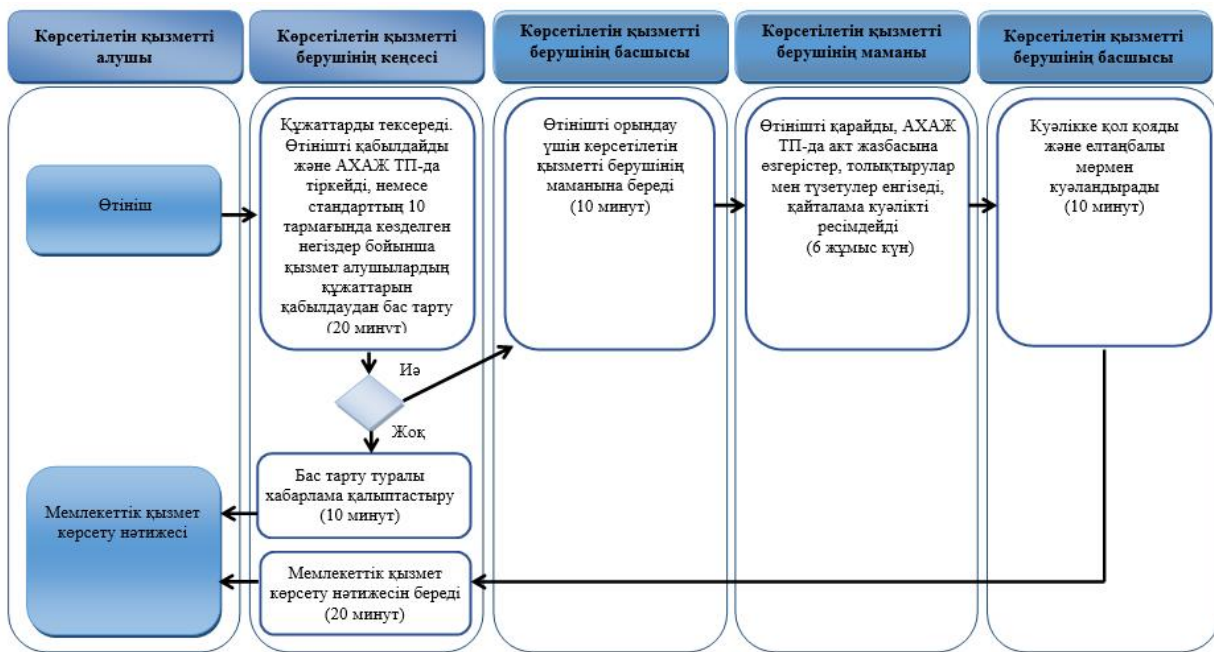 Көрсетілетін қызметті
алушы
Көрсетілетін қызметті
берушінің кеңсесі
Көрсетілетін қызметті
берушінің басшысы
Көрсетілетін қызметті
берушінің маманы
Көрсетілетін қызметті
берушінің басшысы
Өтініш
Құжаттарды тексереді.
Өтінішті қабылдайды
және АХАЖ ТП-да
тіркейді, немесе
стандарттың 10
тармағында көзделген
негіздер бойынша
қызмет алушылардың
құжаттарын
қабылдаудан бас тарту
(20 минут)
Өтінішті орындау
үшін көрсетілетін
қызметті берушінің
маманына береді
(10 минут)
Өтінішті қарайды, АХАЖ
ТП-да акт жазбасына
өзгерістер, толықтырулар
мен түзетулер енгізеді,
қайталама куәлікті
ресімдейді
(6 жұмыс күн)
Куәлікке қол қояды
және елтаңбалы
мөрмен
куәландырады
(10 минут)
Иә
Жоқ
Бас тарту туралы
хабарлама қалыптастыру
(10 минут)
Мемлекеттік қызмет
көрсету нәтижесі
Мемлекеттік қызмет
көрсету нәтижесін береді
(20 минут)